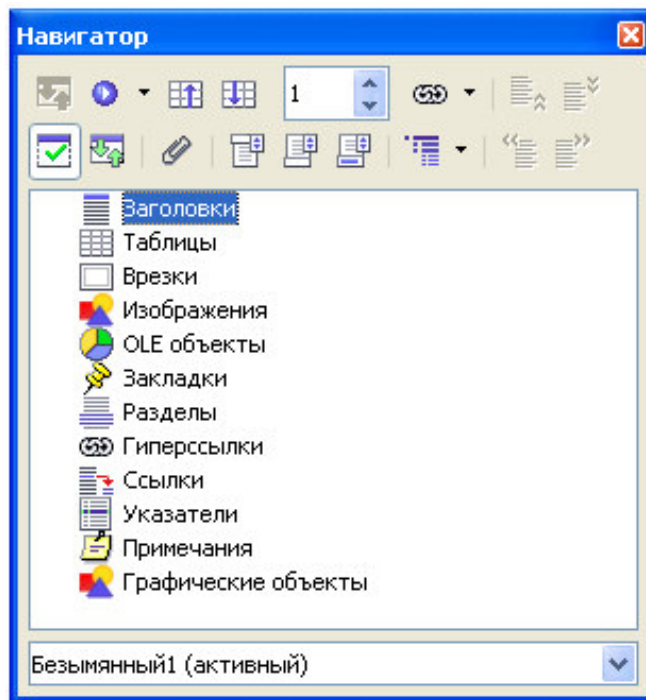 Навигатор
1
Заголовки
Таблицы
Врезки
Изображения
OLE объекты
Закладки
Разделы
Гиперссылки
Ссылки
Указатели
Примечания
Графические объекты
Безымянный1 (активный)